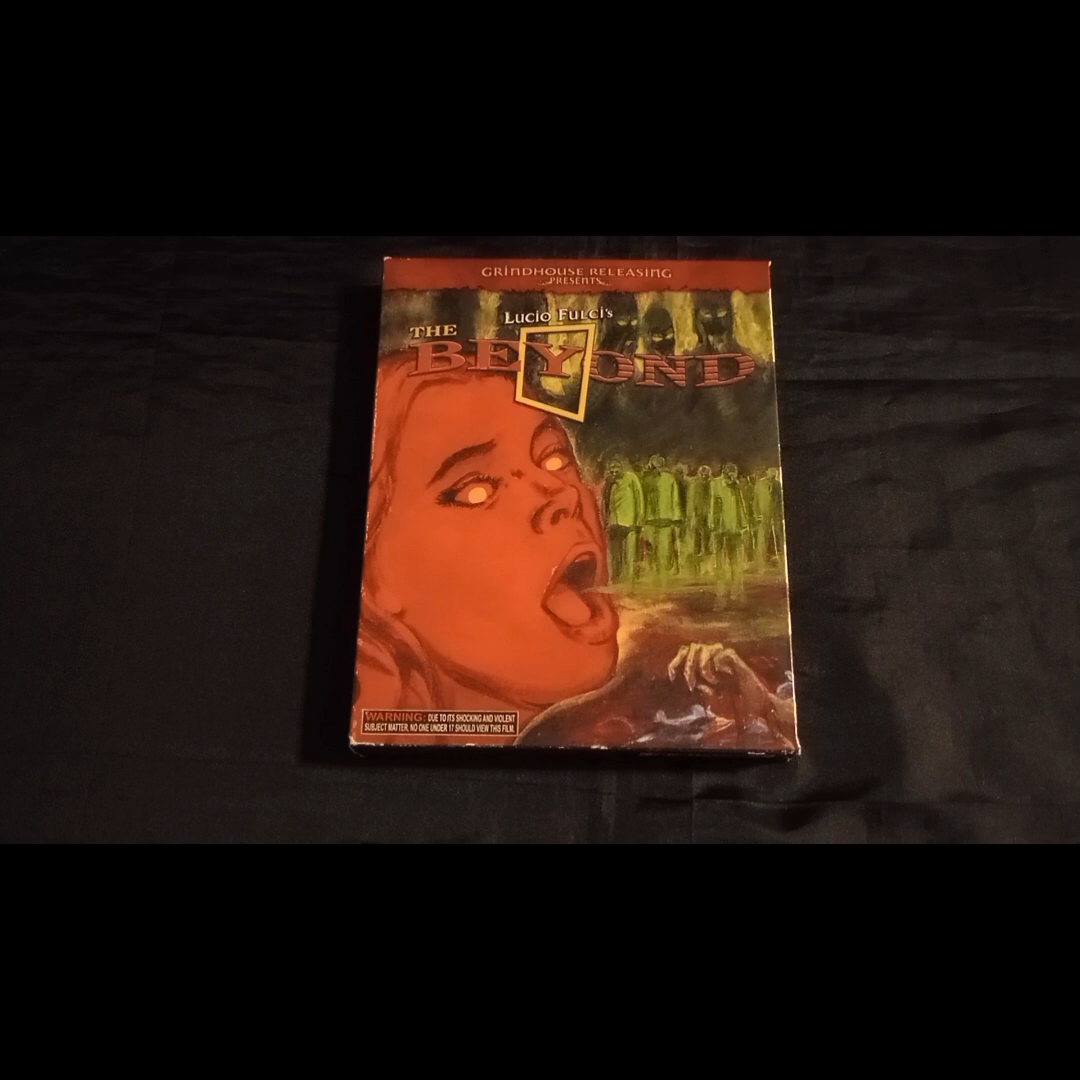 GRINDHOUSE RELEASING
PRESENTS
LUCIO FULCI'S
THE
BEYOND
WARNING: DUE TO ITS SHOCKING AND VIOLENT
SUBJECT MATTER, NO ONE UNDER 17 SHOULD VIEW THIS FILM.